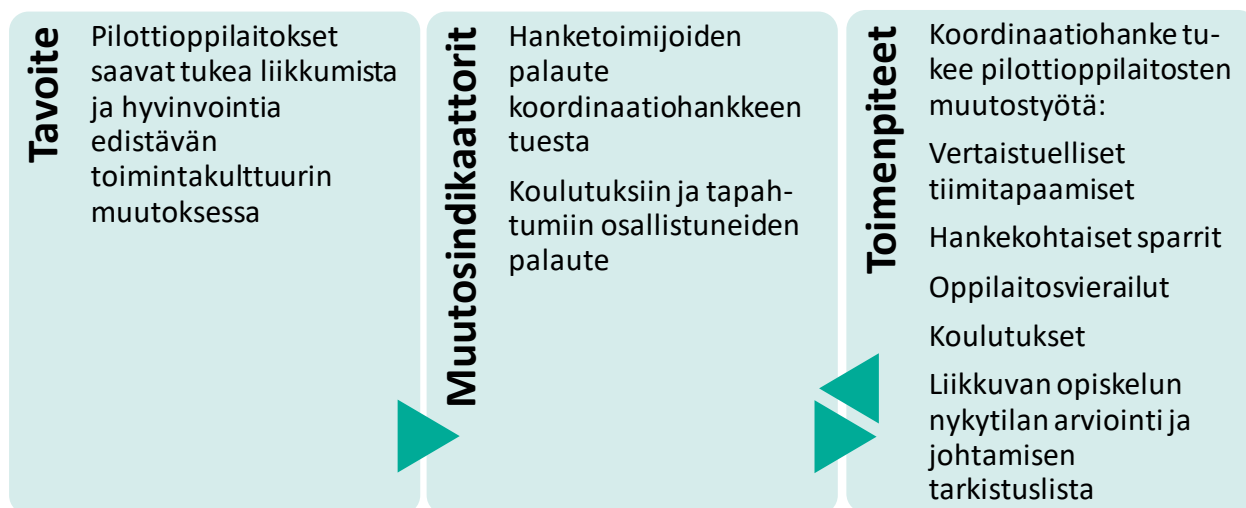 Tavoite
Pilottioppilaitokset
saavat tukea liikkumista
ja hyvinvointia
edistävän
toimintakulttuurin
muutoksessa
Muutosindikaattorit
Hanketoimijoiden
palaute
koordinaatiohankkeen
tuesta
Koulutuksiin ja tapah-
tumiin osallistuneiden
palaute
Toimenpiteet
Koordinaatiohanke tu-
kee pilottioppilaitosten
muutostyötä:
Vertaistuelliset
tiimitapaamiset
Hankekohtaiset sparrit
Oppilaitosvierailut
Koulutukset
Liikkuvan opiskelun
nykytilan arviointi ja
johtamisen
tarkistuslista